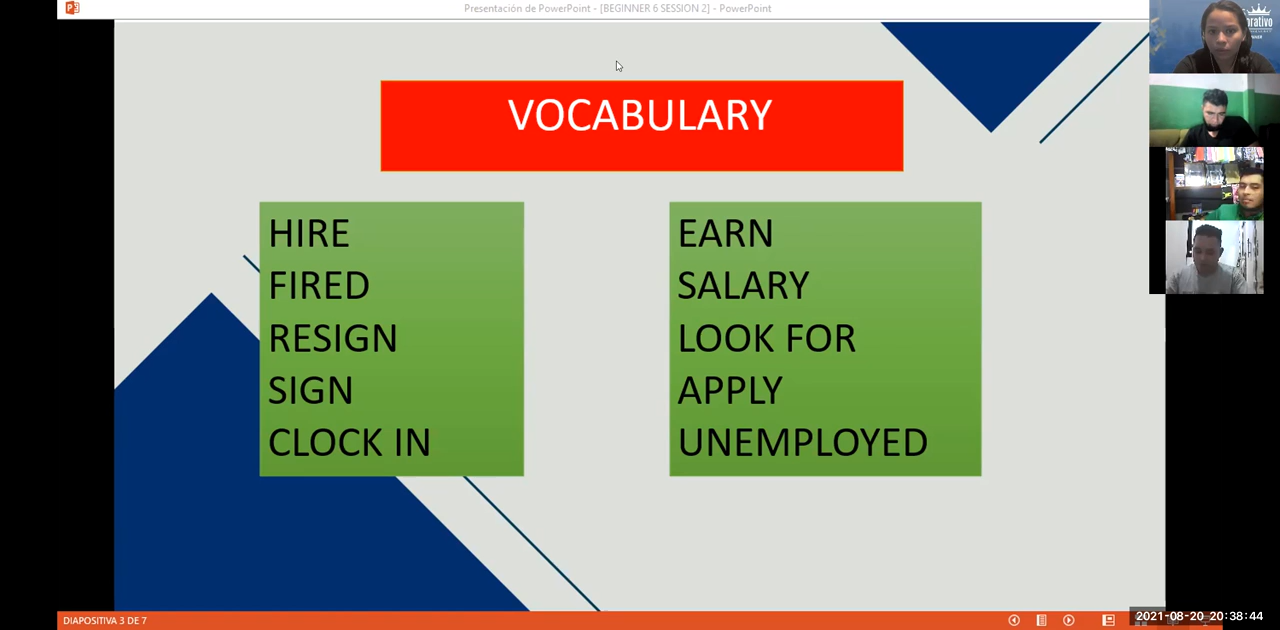 Presentación de PowerPoint - [BEGINNER 6 SESSION 2] - PowerPoint
VOCABULARY
HIRE
FIRED
RESIGN
SIGN
CLOCK IN
EARN
SALARY
LOOK FOR
APPLY
UNEMPLOYED
DIAPOSITIVA 3 DE 7
2021-08-20 20:38:44